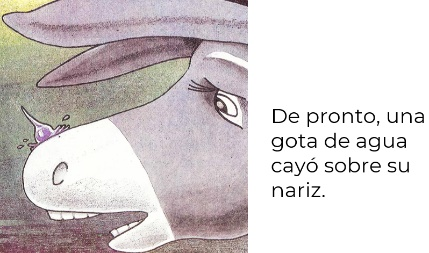 De pronto, una
gota de agua
cayó sobre su
nariz.